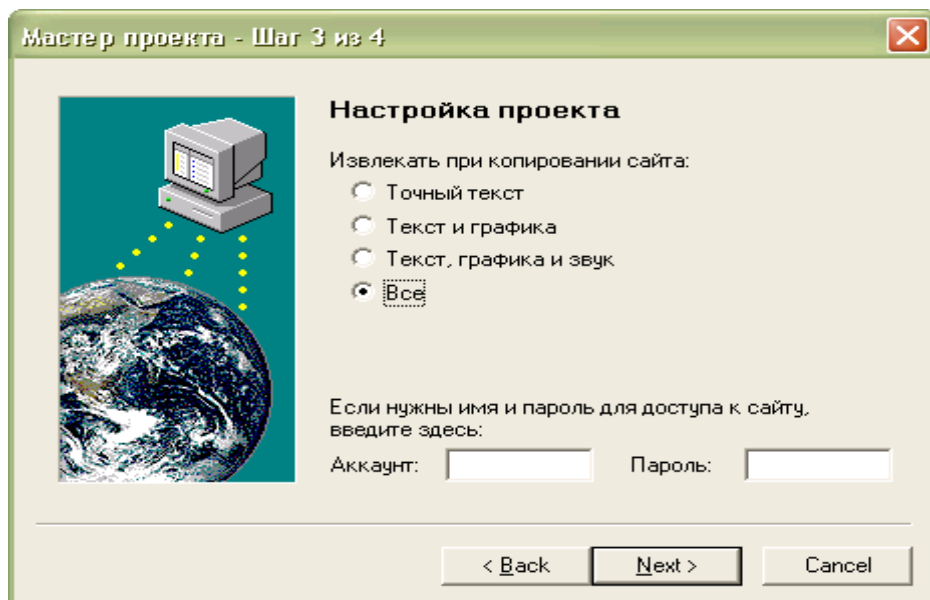 Мастер проекта - Шаг 3 из 4
Настройка проекта
Извлекать при копировании сайта:
Точный текст
Текст и графика
Текст, графика и звук
Все
Если нужны имя и пароль для доступа к сайту,
введите здесь:
Аккаунт: Пароль:
< Back Next > Cancel